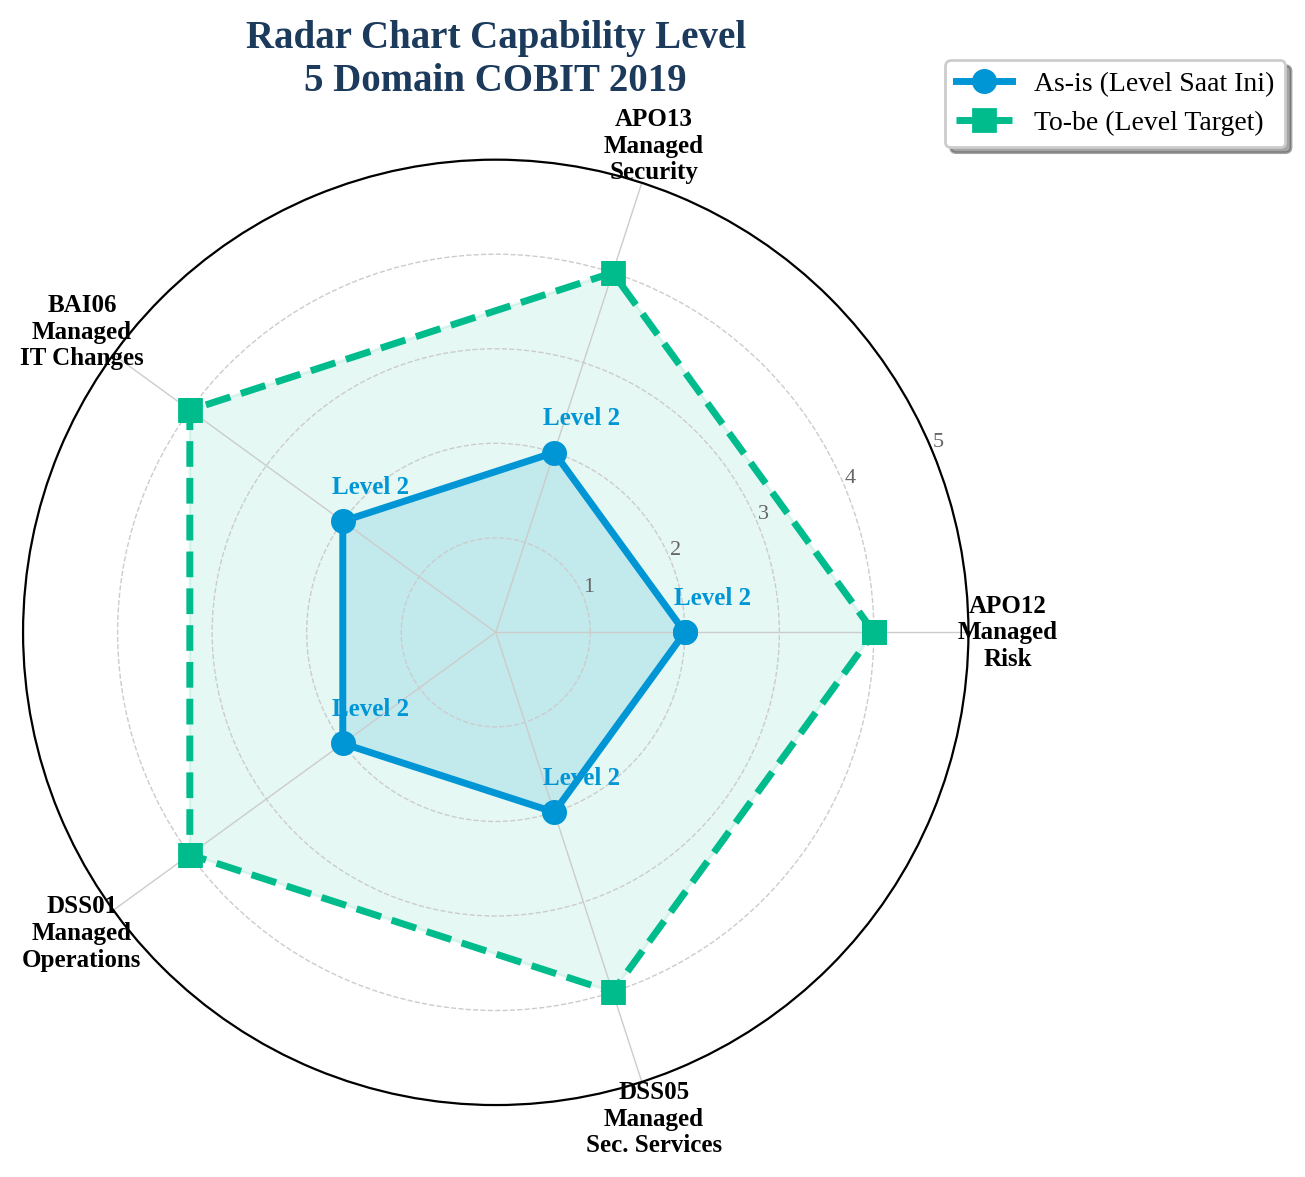 Radar Chart Capability Level
5 Domain COBIT 2019
As-is (Level Saat Ini)
To-be (Level Target)
APO13
Managed
Security
BAI06
Managed
IT Changes
Level 2
5
4
Level 2
3
2
1
Level 2
APO12
Managed
Risk
Level 2
Level 2
DSS01
Managed
Operations
DSS05
Managed
Sec. Services